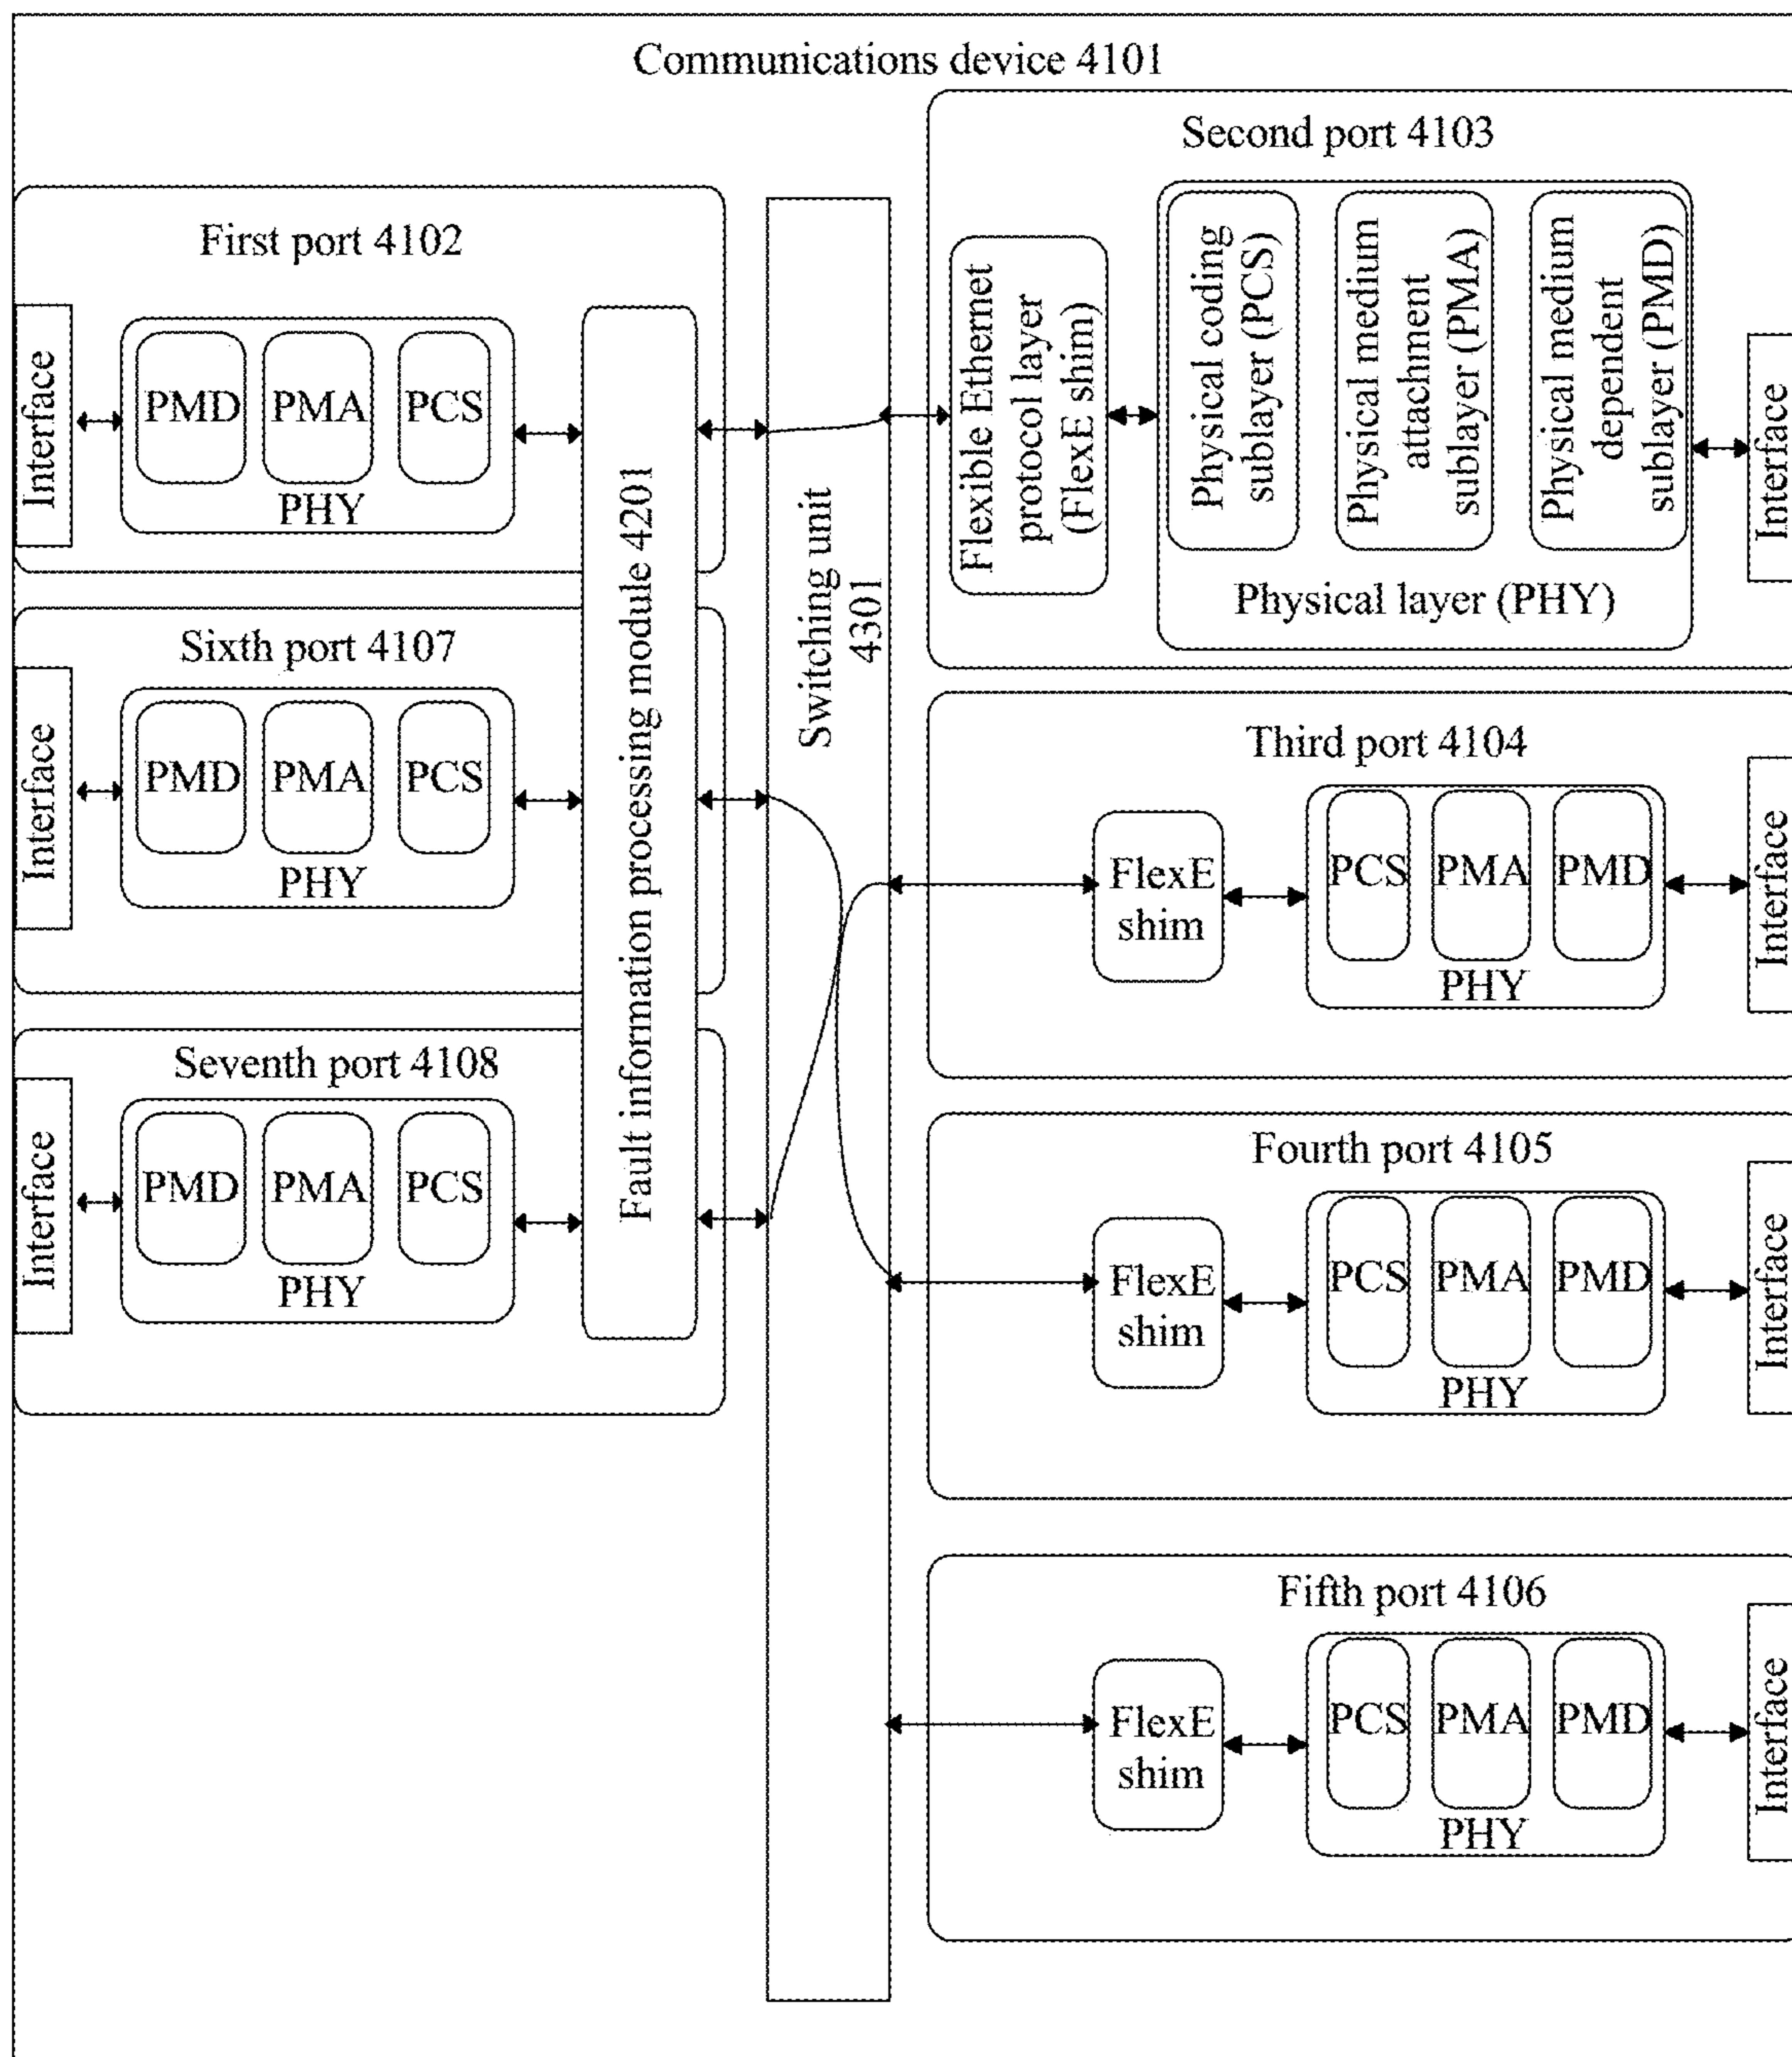 Communications device 4101
First port 4102
Interface
PMD
PMA
PCS
PHY
Sixth port 4107
Interface
PMD
PMA
PCS
PHY
Seventh port 4108
Interface
PMD
PMA
PCS
PHY
Fault information processing module 4201
Switching unit
4301
Second port 4103
Flexible Ethernet
protocol layer
(FlexE shim)
Physical coding
sublayer (PCS)
Physical medium
attachment
sublayer (PMA)
Physical medium
dependent
sublayer (PMD)
Physical layer (PHY)
Interface
Third port 4104
FlexE
shim
PCS
PMA
PMD
PHY
Interface
Fourth port 4105
FlexE
shim
PCS
PMA
PMD
PHY
Interface
Fifth port 4106
FlexE
shim
PCS
PMA
PMD
PHY
Interface